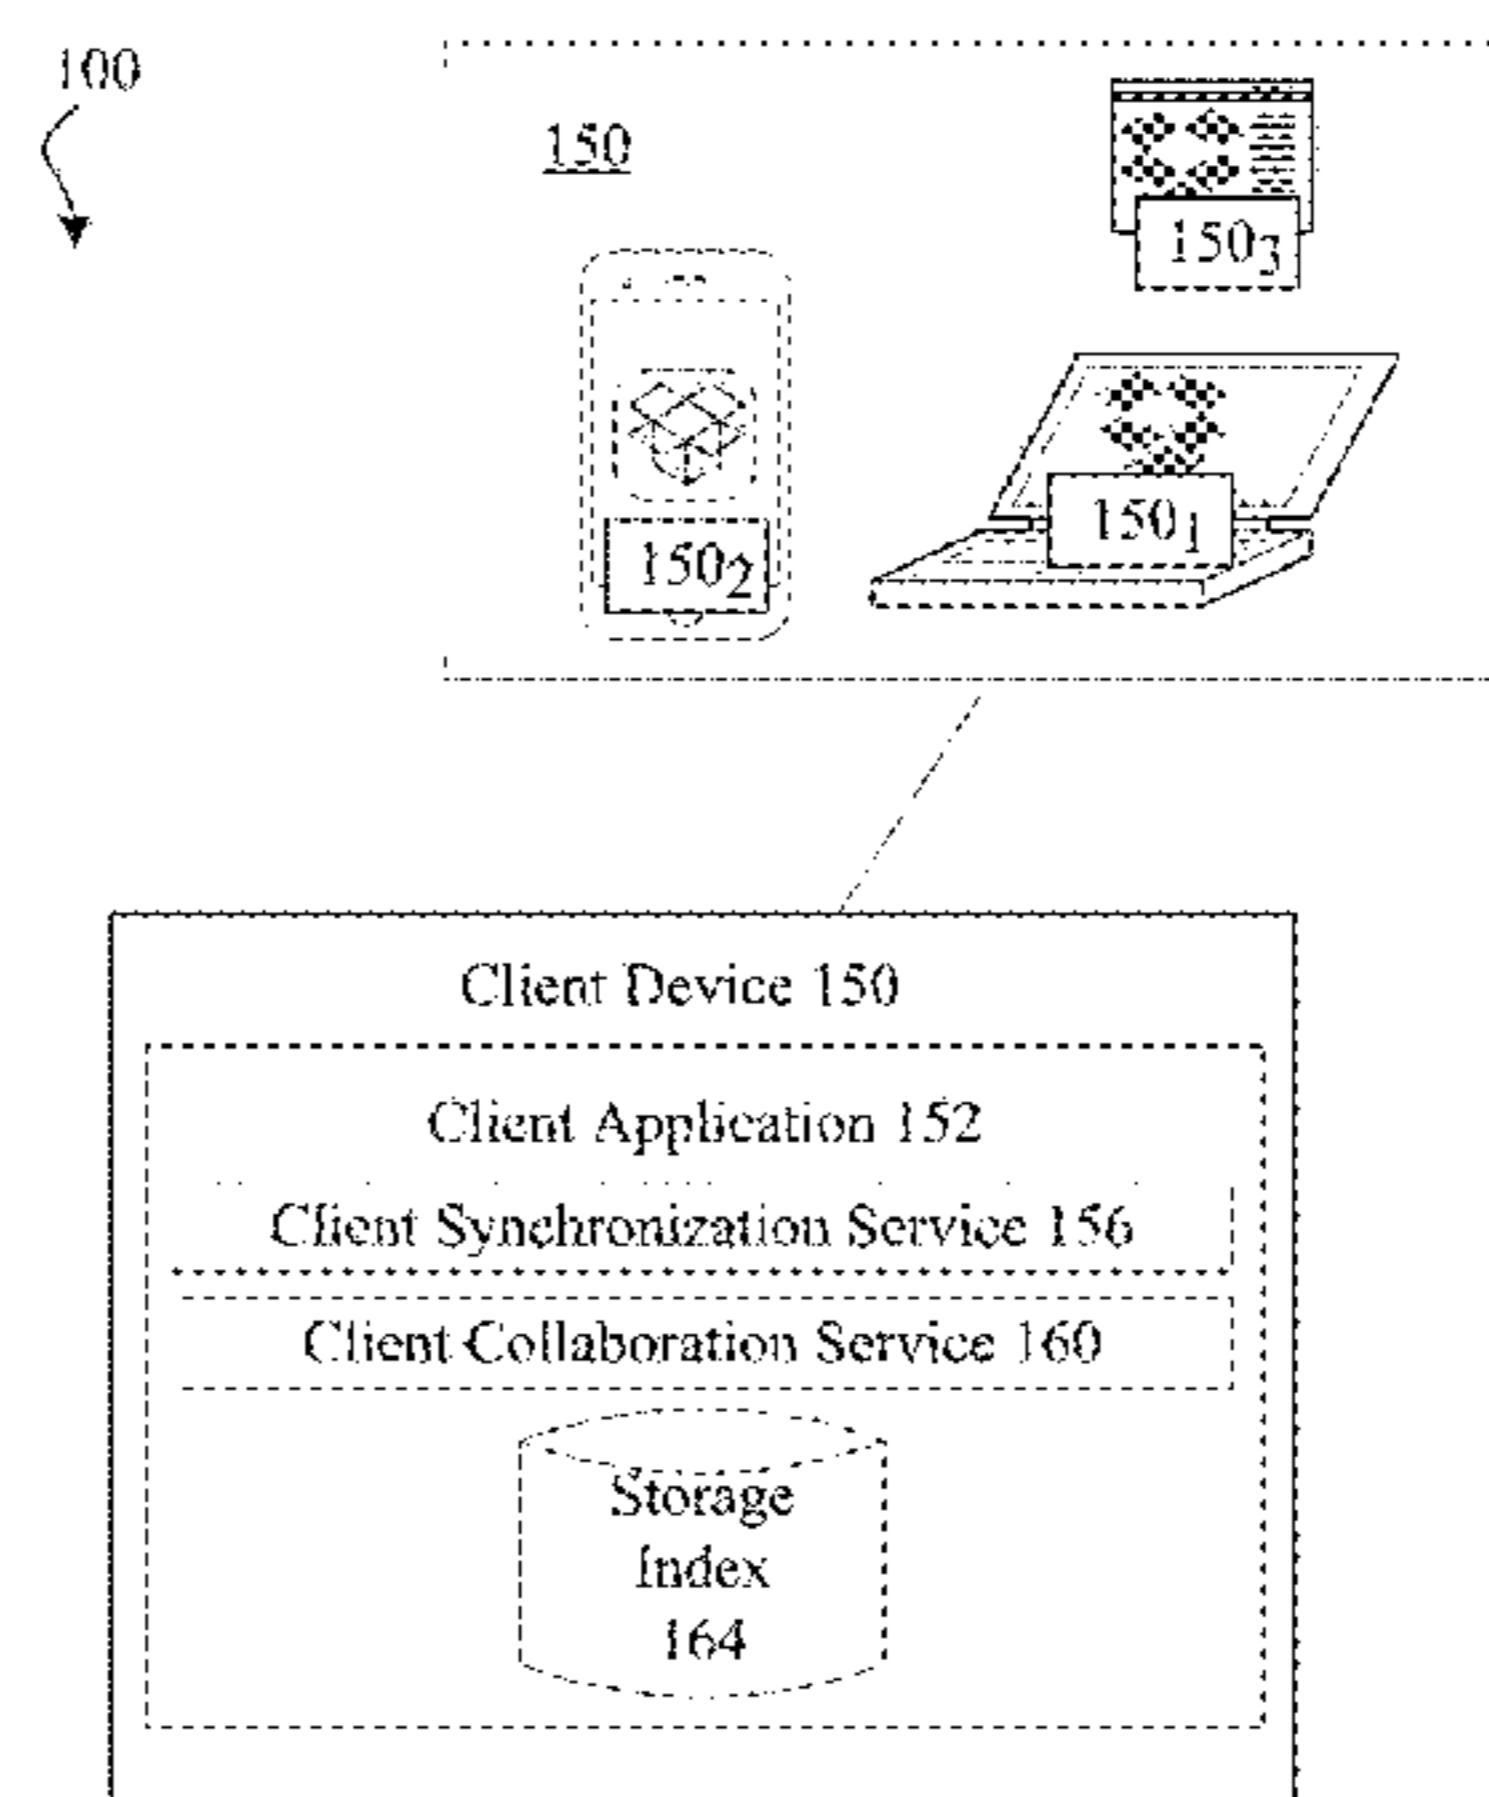 100
150
150₃
150₁
150₂
Client Device 150
Client Application 152
Client Synchronization Service 156
Client Collaboration Service 160
Storage
Index
164